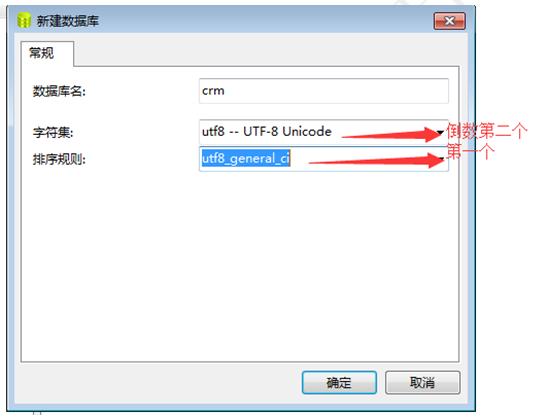 新建数据库
常规
数据库名: crm
字符集: utf8 -- UTF-8 Unicode 倒数第二个
排序规则: utf8_general_ci 第一个
确定 取消